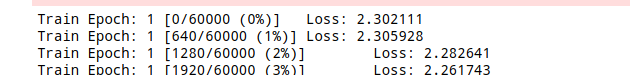 Train Epoch: 1 [0/60000 (0%)]	Loss: 2.302111
Train Epoch: 1 [640/60000 (1%)]	Loss: 2.305928
Train Epoch: 1 [1280/60000 (2%)]	Loss: 2.282641
Train Epoch: 1 [1920/60000 (3%)]	Loss: 2.261743